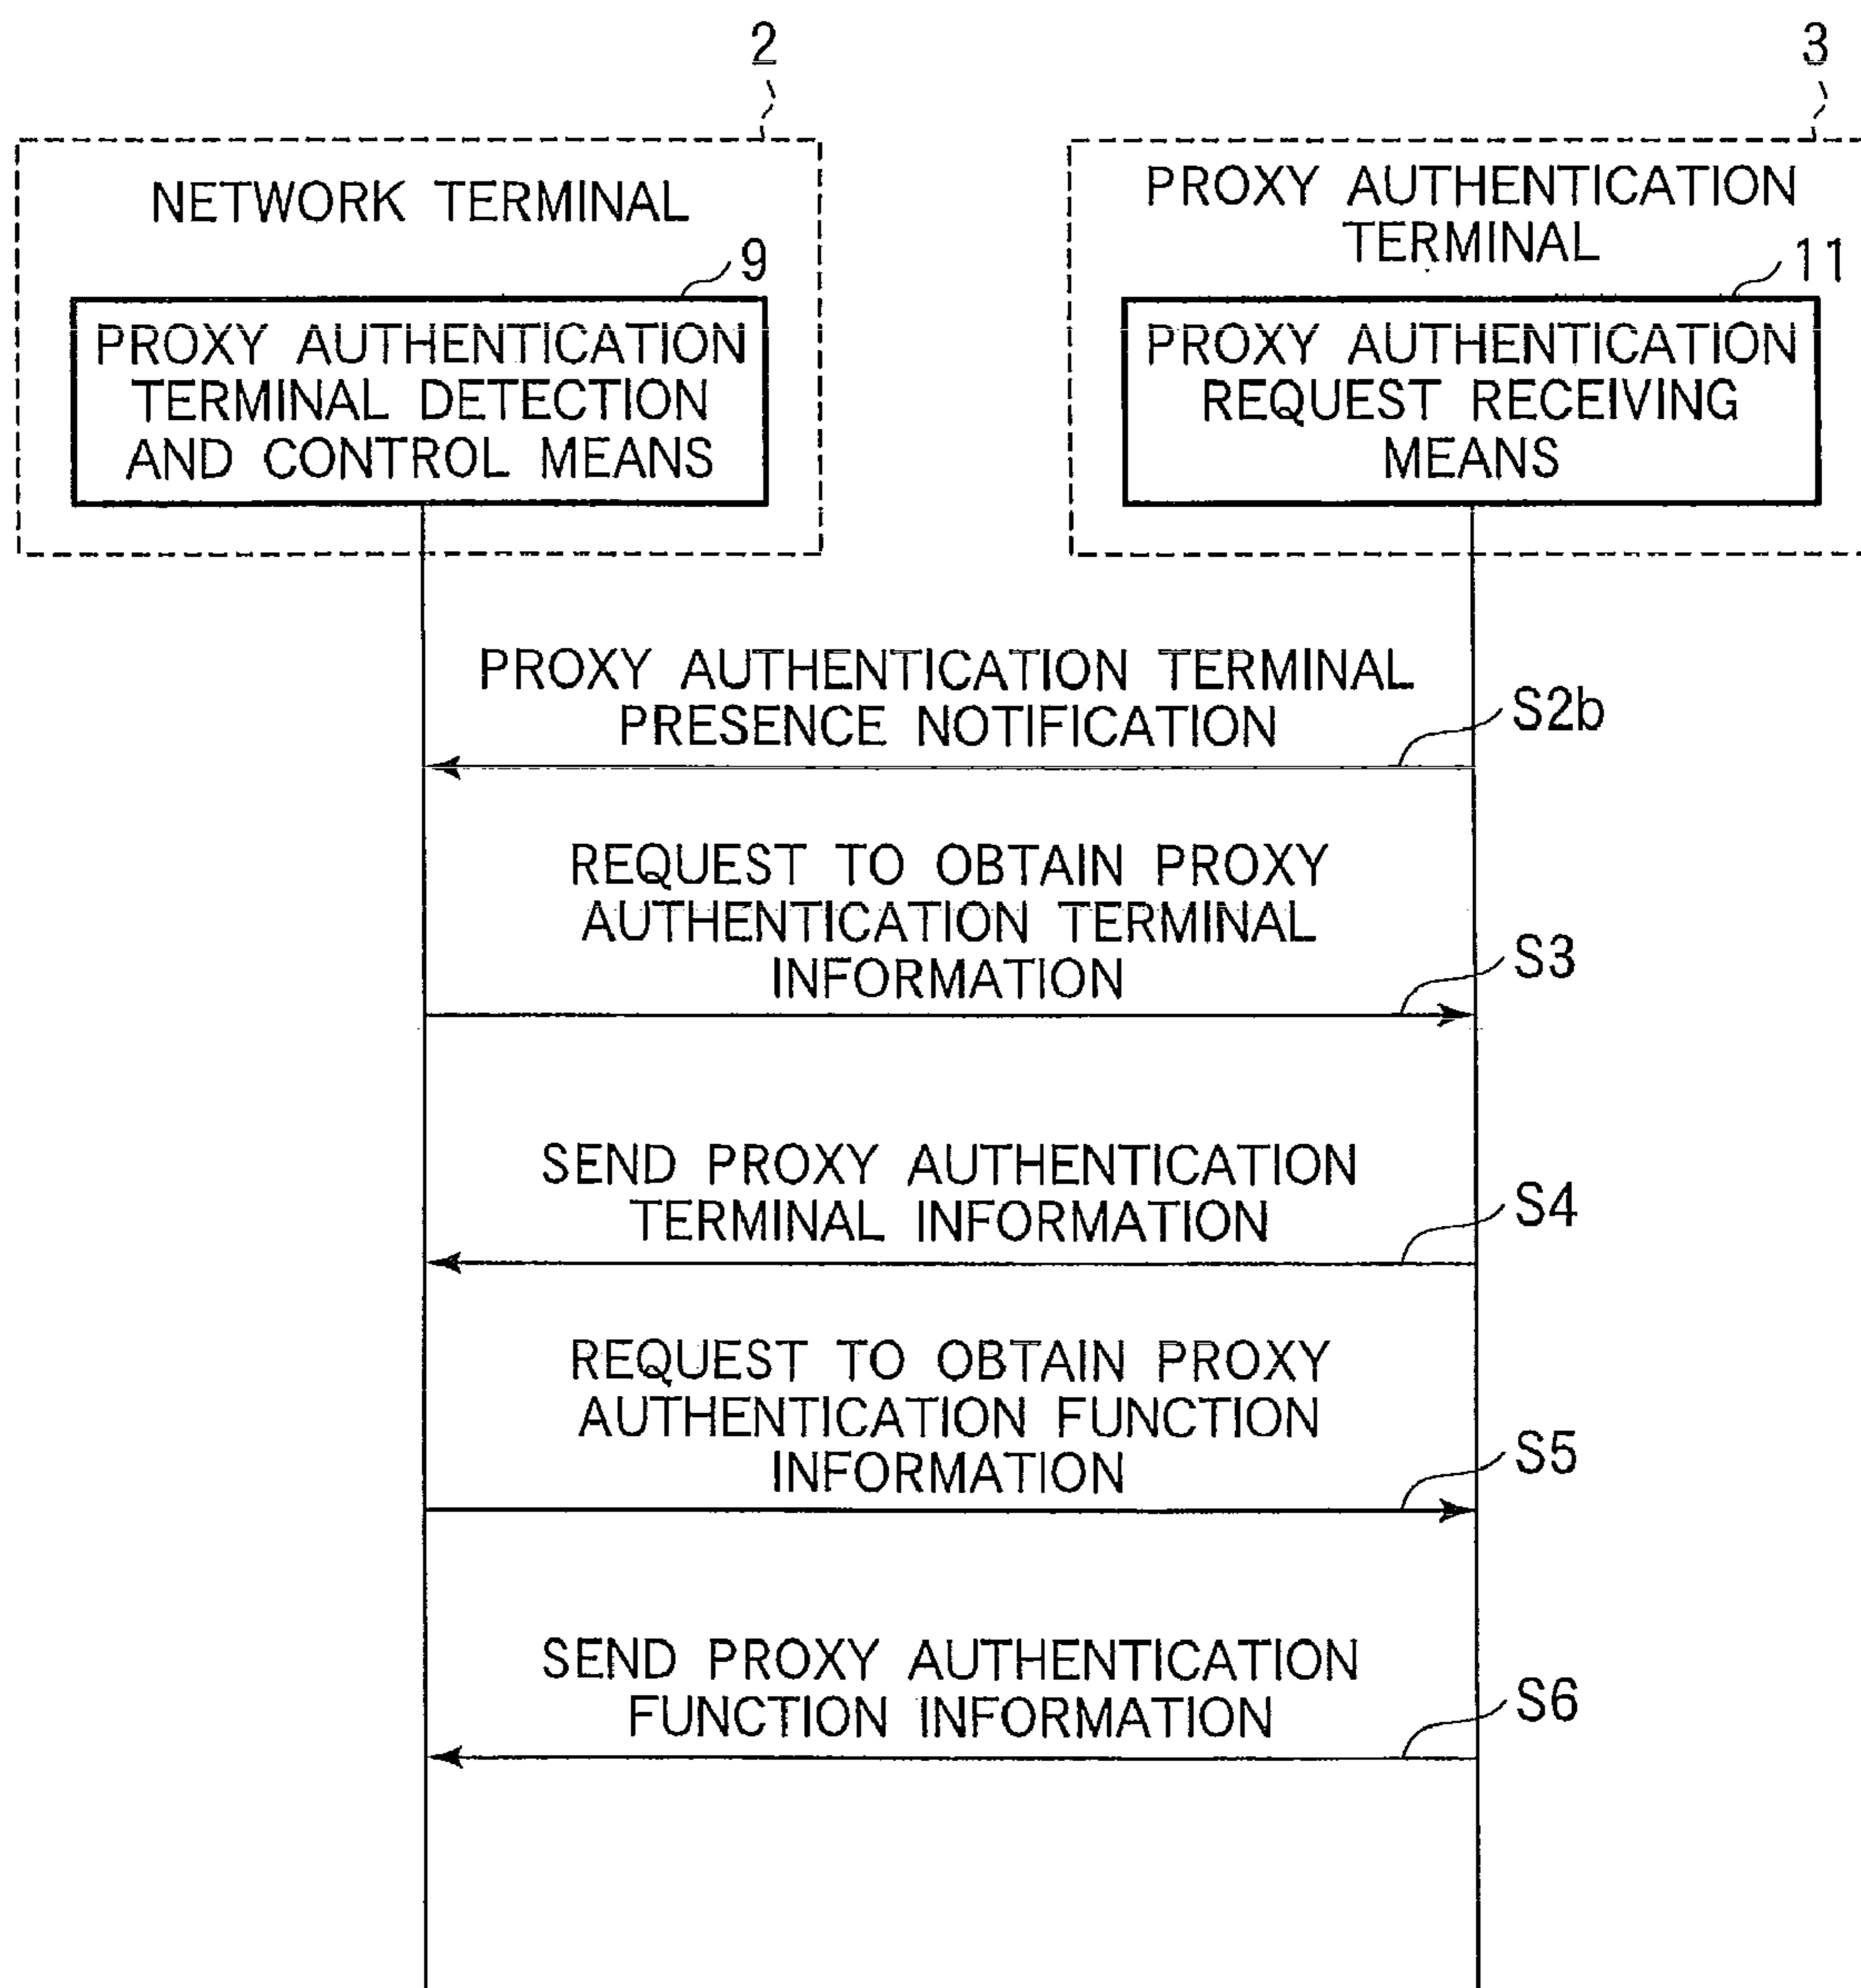 2
3
NETWORK TERMINAL
PROXY AUTHENTICATION
TERMINAL
9
11
PROXY AUTHENTICATION
TERMINAL DETECTION
AND CONTROL MEANS
PROXY AUTHENTICATION
REQUEST RECEIVING
MEANS
PROXY AUTHENTICATION TERMINAL
PRESENCE NOTIFICATION
S2b
REQUEST TO OBTAIN PROXY
AUTHENTICATION TERMINAL
INFORMATION
S3
SEND PROXY AUTHENTICATION
TERMINAL INFORMATION
S4
REQUEST TO OBTAIN PROXY
AUTHENTICATION FUNCTION
INFORMATION
S5
SEND PROXY AUTHENTICATION
FUNCTION INFORMATION
S6